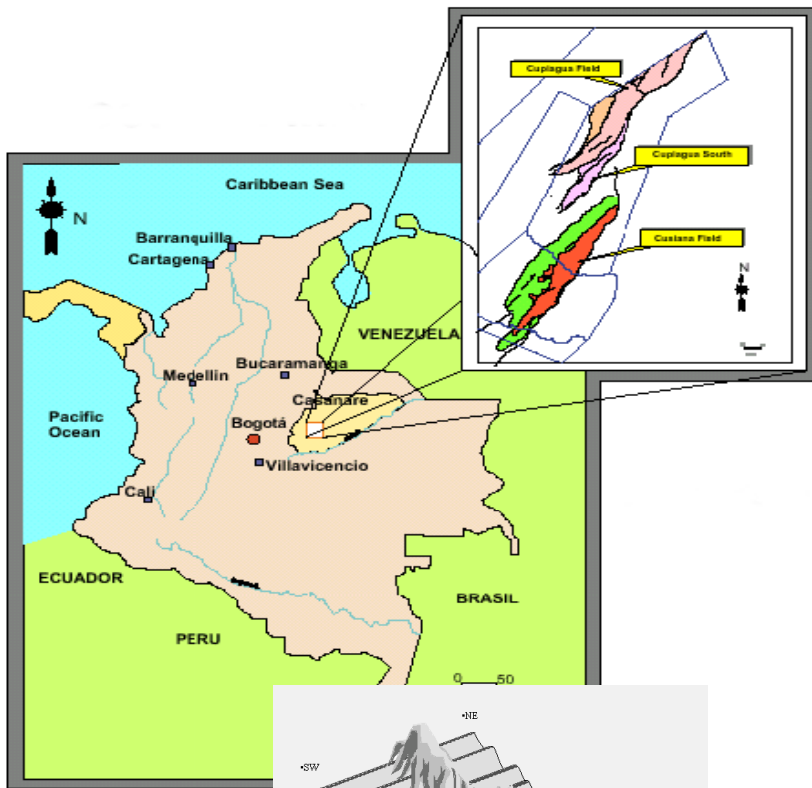 Cupiagua Field
Cupiagua South
Cusiana Field
N
Caribbean Sea
N
Barranquilla
Cartagena
VENEZUELA
Bucaramanga
Medellin
Casanare
Pacific
Ocean
Bogotá
Villavicencio
Cali
ECUADOR
BRASIL
PERU
0 50
•NE
•SW